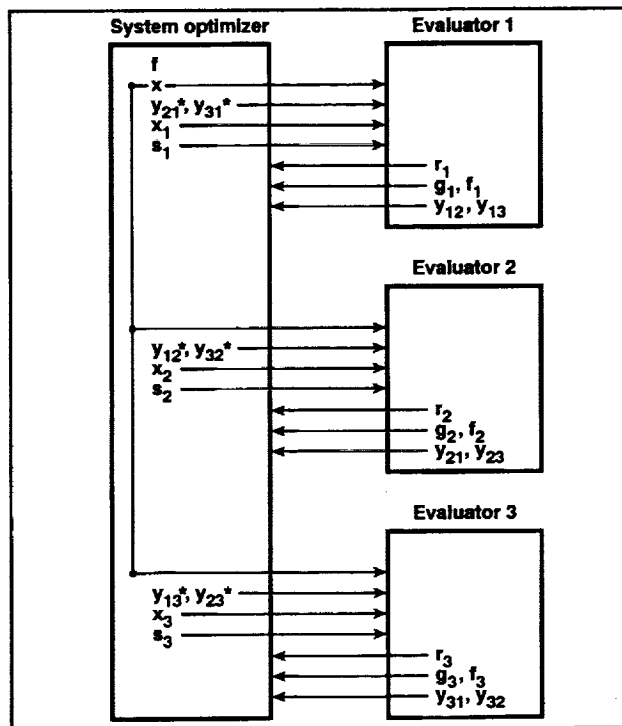 System optimizer
Evaluator 1
f
x
y21*, y31*
x1
s1
r1
g1, f1
y12, y13
Evaluator 2
y12*, y32*
x2
s2
r2
g2, f2
y21, y23
Evaluator 3
y13*, y23*
x3
s3
r3
g3, f3
y31, y32